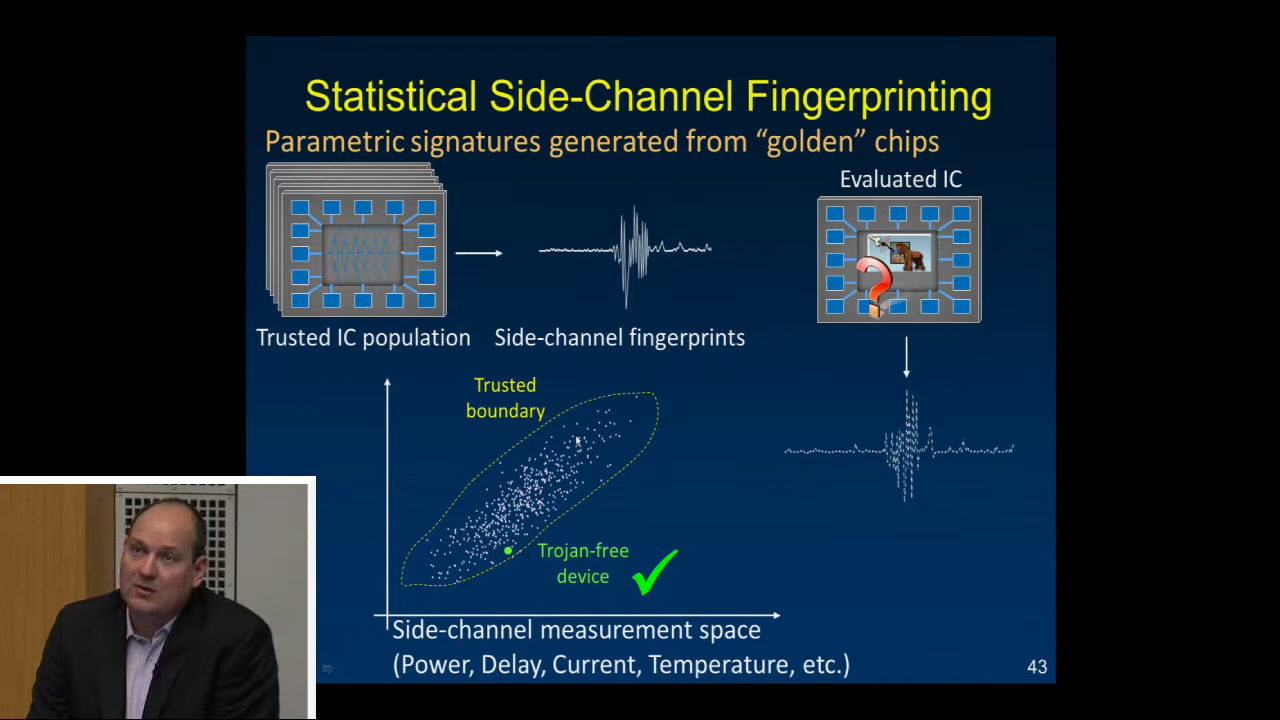 Statistical Side-Channel Fingerprinting
Parametric signatures generated from “golden” chips
Evaluated IC
?
Trusted IC population
Side-channel fingerprints
Trusted
boundary
Trojan-free
device
Side-channel measurement space
(Power, Delay, Current, Temperature, etc.)
43